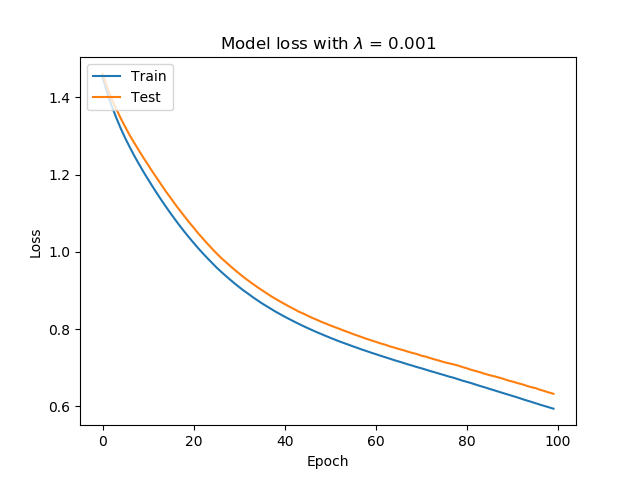 Model loss with λ = 0.001
Train
Test
1.4
1.2
1.0
0.8
0.6
Loss
0 20 40 60 80 100
Epoch